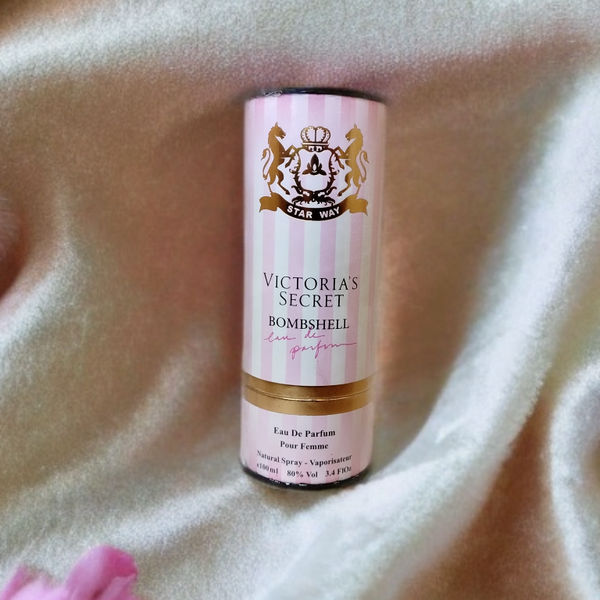 STAR WAY
VICTORIA'S
SECRET
BOMBSHELL
eau de
parfum
Eau De Parfum
Pour Femme
Natural Spray - Vaporisateur
e100ml 80% Vol 3.4 FlOz